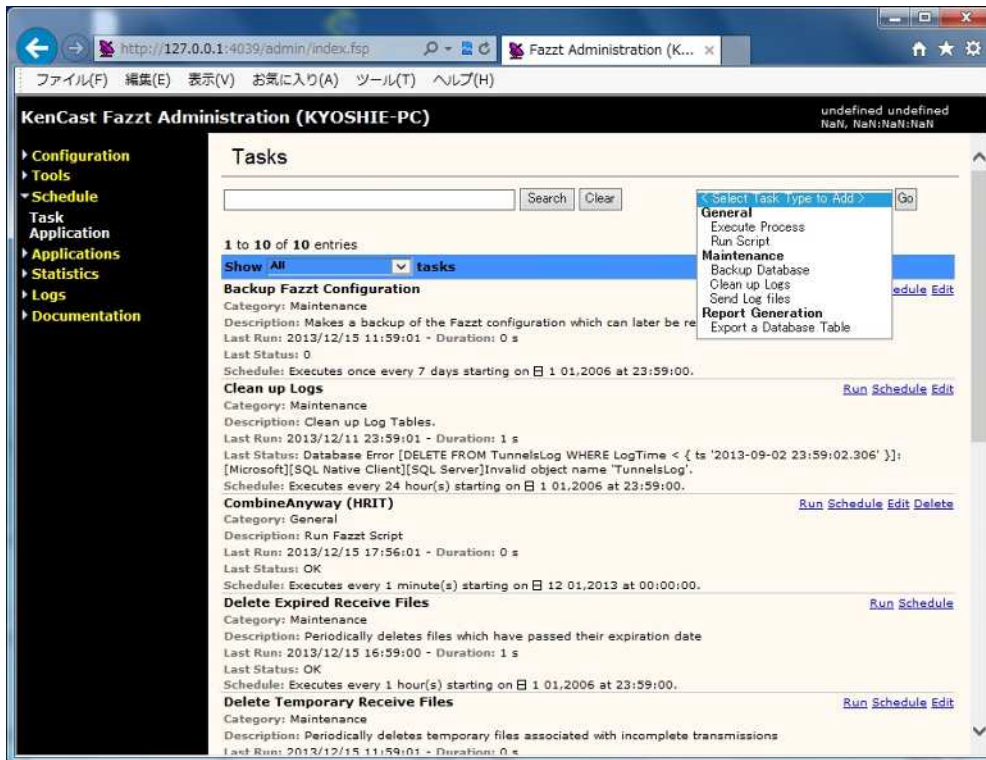 http://127.0.0.1:4039/admin/index.fsp
Fazzt Administration (K...
ファイル(F) 編集(E) 表示(V) お気に入り(A) ツール(T) ヘルプ(H)
KenCast Fazzt Administration (KYOSHIE-PC)
undefined undefined
NaN, NaN:NaN:NaN
Configuration
Tools
Schedule
Task
Application
Applications
Statistics
Logs
Documentation
Tasks
Search Clear
< Select Task Type to Add > Go
General
Execute Process
Run Script
Maintenance
Backup Database
Clean up Logs
Send Log files
Report Generation
Export a Database Table
1 to 10 of 10 entries
Show All tasks
Backup Fazzt Configuration
edule Edit
Category: Maintenance
Description: Makes a backup of the Fazzt configuration which can later be re
Last Run: 2013/12/15 11:59:01 - Duration: 0 s
Last Status: 0
Schedule: Executes once every 7 days starting on 日 1 01,2006 at 23:59:00.
Clean up Logs
Run Schedule Edit
Category: Maintenance
Description: Clean up Log Tables.
Last Run: 2013/12/11 23:59:01 - Duration: 1 s
Last Status: Database Error [DELETE FROM TunnelsLog WHERE LogTime < { ts '2013-09-02 23:59:02.306' }]:
[Microsoft][SQL Native Client][SQL Server]Invalid object name 'TunnelsLog'.
Schedule: Executes every 24 hour(s) starting on 日 1 01,2006 at 23:59:00.
CombineAnyway (HRIT)
Run Schedule Edit Delete
Category: General
Description: Run Fazzt Script
Last Run: 2013/12/15 17:56:01 - Duration: 0 s
Last Status: OK
Schedule: Executes every 1 minute(s) starting on 日 12 01,2013 at 00:00:00.
Delete Expired Receive Files
Run Schedule
Category: Maintenance
Description: Periodically deletes files which have passed their expiration date
Last Run: 2013/12/15 16:59:00 - Duration: 1 s
Last Status: OK
Schedule: Executes every 1 hour(s) starting on 日 1 01,2006 at 23:59:00.
Delete Temporary Receive Files
Run Schedule Edit
Category: Maintenance
Description: Periodically deletes temporary files associated with incomplete transmissions
Last Run: 2013/12/15 11:59:01 - Duration: 0 s